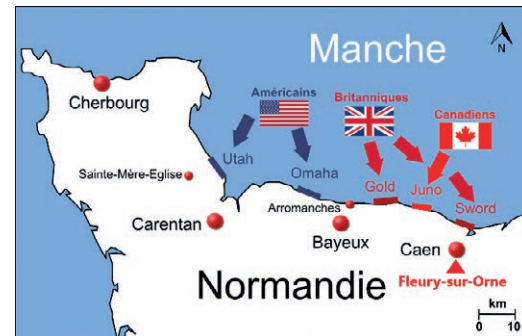 Manche
N
Américains
Britanniques
Canadiens
Cherbourg
Utah
Omaha
Gold
Juno
Sword
Sainte-Mère-Eglise
Arromanches
Carentan
Bayeux
Caen
Fleury-sur-Orne
Normandie
km
0 10